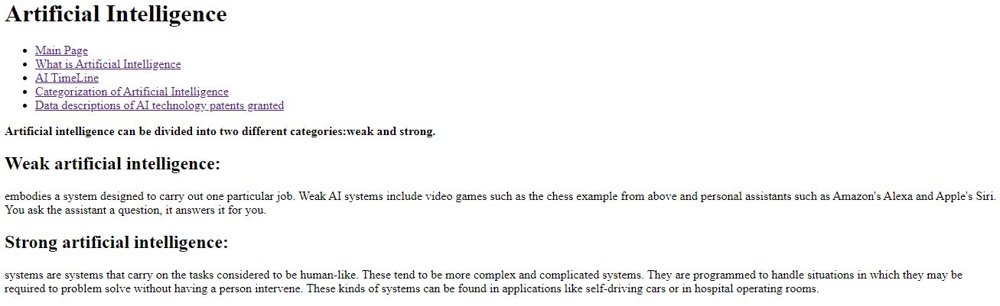 Artificial Intelligence
Main Page
What is Artificial Intelligence
AI TimeLine
Categorization of Artificial Intelligence
Data descriptions of AI technology patents granted
Artificial intelligence can be divided into two different categories:weak and strong.
Weak artificial intelligence:
embodies a system designed to carry out one particular job. Weak AI systems include video games such as the chess example from above and personal assistants such as Amazon's Alexa and Apple's Siri.
You ask the assistant a question, it answers it for you.
Strong artificial intelligence:
systems are systems that carry on the tasks considered to be human-like. These tend to be more complex and complicated systems. They are programmed to handle situations in which they may be
required to problem solve without having a person intervene. These kinds of systems can be found in applications like self-driving cars or in hospital operating rooms.